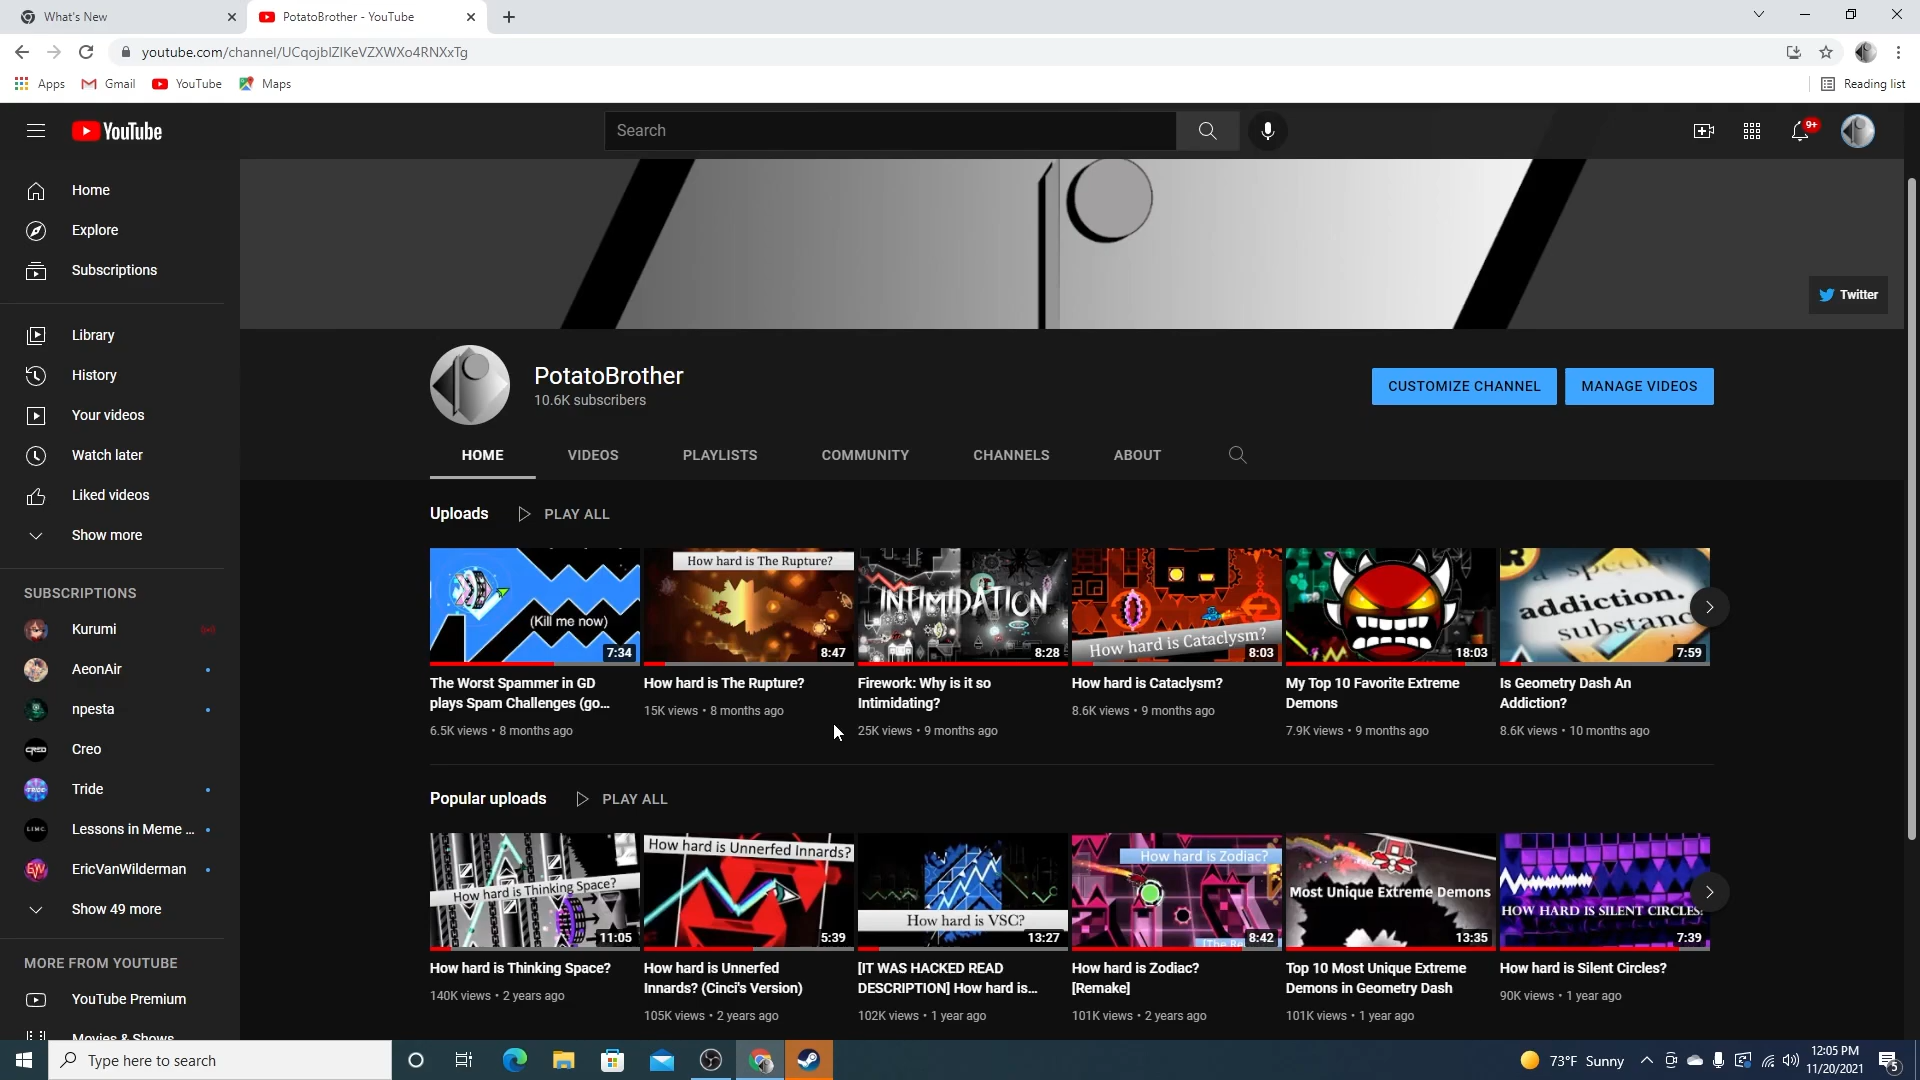 What's New
PotatoBrother - YouTube
youtube.com/channel/UCqojbIZlKeVZXWXo4RNXxTg
Apps
Gmail
YouTube
Maps
Reading list
YouTube
Search
9+
Home
Explore
Subscriptions
Library
History
Your videos
Watch later
Liked videos
Show more
SUBSCRIPTIONS
Kurumi
AeonAir
npesta
Creo
Tride
Lessons in Meme ...
EricVanWilderman
Show 49 more
MORE FROM YOUTUBE
YouTube Premium
Movies & Shows
Twitter
PotatoBrother
10.6K subscribers
CUSTOMIZE CHANNEL
MANAGE VIDEOS
HOME
VIDEOS
PLAYLISTS
COMMUNITY
CHANNELS
ABOUT
Uploads
PLAY ALL
(Kill me now)
7:34
The Worst Spammer in GD
plays Spam Challenges (go...
6.5K views • 8 months ago
How hard is The Rupture?
8:47
How hard is The Rupture?
15K views • 8 months ago
INTIMIDATION
8:28
Firework: Why is it so
Intimidating?
25K views • 9 months ago
How hard is Cataclysm?
8:03
How hard is Cataclysm?
8.6K views • 9 months ago
18:03
My Top 10 Favorite Extreme
Demons
7.9K views • 9 months ago
addiction.
substanc
7:59
Is Geometry Dash An
Addiction?
8.6K views • 10 months ago
Popular uploads
PLAY ALL
How hard is Thinking Space?
11:05
How hard is Thinking Space?
140K views • 2 years ago
How hard is Unnerfed Innards?
5:39
How hard is Unnerfed
Innards? (Cinci's Version)
105K views • 2 years ago
How hard is VSC?
13:27
[IT WAS HACKED READ
DESCRIPTION] How hard is...
102K views • 1 year ago
How hard is Zodiac?
8:42
How hard is Zodiac?
[Remake]
101K views • 2 years ago
Most Unique Extreme Demons
13:35
Top 10 Most Unique Extreme
Demons in Geometry Dash
101K views • 1 year ago
HOW HARD IS SILENT CIRCLES?
7:39
How hard is Silent Circles?
90K views • 1 year ago
Type here to search
73°F Sunny
12:05 PM
11/20/2021
5